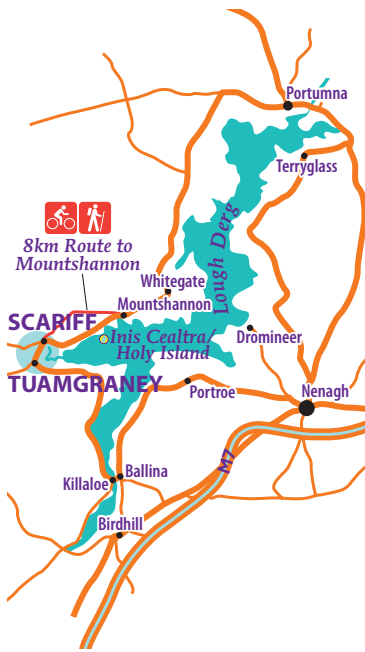 Portumna
Terryglass
Lough Derg
8km Route to
Mountshannon
Whitegate
Mountshannon
SCARIFF
Inis Cealtra/
Holy Island
Dromineer
TUAMGRANEY
Portroe
Nenagh
M7
Ballina
Killaloe
Birdhill